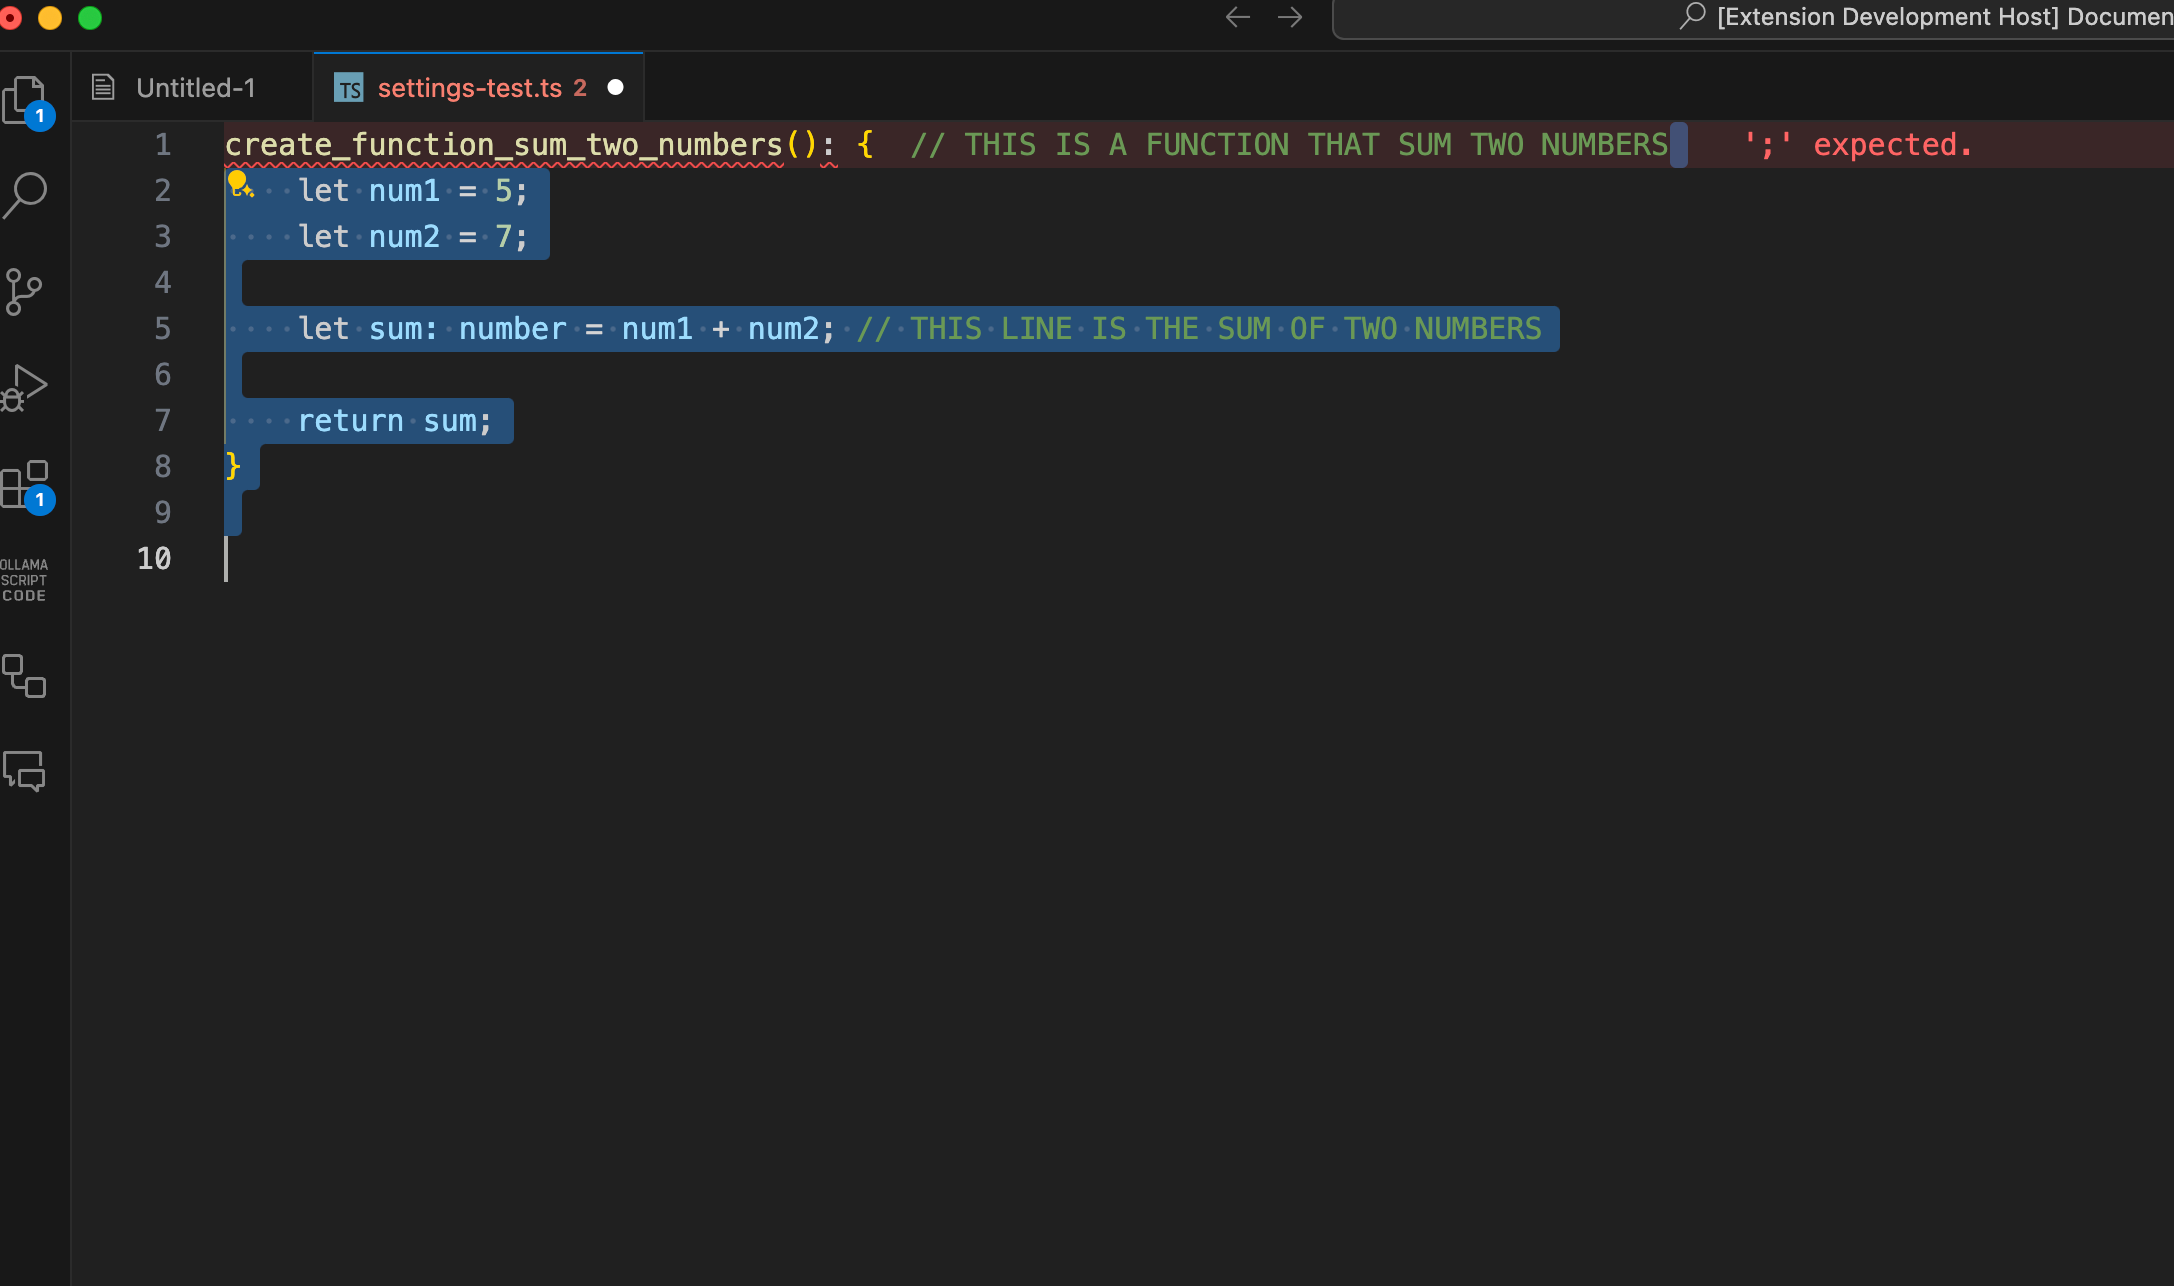 [Extension Development Host] Documen
Untitled-1
TS settings-test.ts 2
1
1 create_function_sum_two_numbers(): {  // THIS IS A FUNCTION THAT SUM TWO NUMBERS    ';' expected.
2     let num1 = 5;
3     let num2 = 7;
4
5     let sum: number = num1 + num2; // THIS LINE IS THE SUM OF TWO NUMBERS
6
7     return sum;
8 }
9
10
1
OLLAMA
SCRIPT
CODE